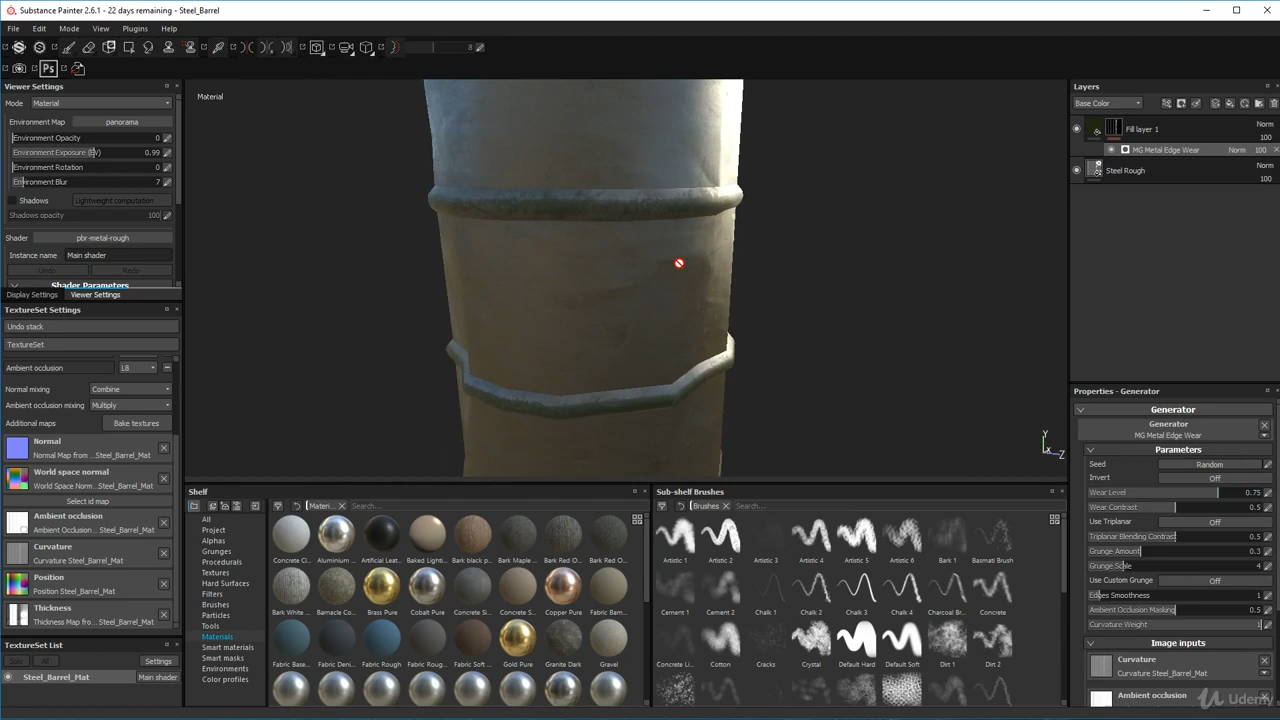 Substance Painter 2.6.1 - 22 days remaining - Steel_Barrel
File Edit Mode View Plugins Help
8
Ps
Viewer Settings
Mode Material
Environment Map panorama
Environment Opacity 0
Environment Exposure (EV) 0.99
Environment Rotation 0
Environment Blur 7
Shadows Lightweight computation
Shadows opacity 100
Shader pbr-metal-rough
Instance name Main shader
Undo Redo
Shader Parameters
Display Settings Viewer Settings
TextureSet Settings
Undo stack
TextureSet
Ambient occlusion L8
Normal mixing Combine
Ambient occlusion mixing Multiply
Additional maps Bake textures
Normal
Normal Map from ...Steel_Barrel_Mat
World space normal
World Space Norm...Steel_Barrel_Mat
Select id map
Ambient occlusion
Ambient Occlusion...Steel_Barrel_Mat
Curvature
Curvature Steel_Barrel_Mat
Position
Position Steel_Barrel_Mat
Thickness
Thickness Map fro...Steel_Barrel_Mat
TextureSet List
Solo All Settings
Steel_Barrel_Mat Main shader
Material
Y
X
Z
Shelf
Materi... Search...
All
Project
Alphas
Grunges
Procedurals
Textures
Hard Surfaces
Filters
Brushes
Particles
Tools
Materials
Smart materials
Smart masks
Environments
Color profiles
Concrete Cl... Aluminium ... Artificial Lea... Baked Light... Bark black p... Bark Maple ... Bark Red O... Bark Red O...
Bark White ... Barnacle Co... Brass Pure Cobalt Pure Concrete S... Concrete S... Copper Pure Fabric Bam...
Fabric Base... Fabric Deni... Fabric Rough Fabric Roug... Fabric Soft ... Gold Pure Granite Dark Gravel
Sub-shelf Brushes
Brushes Search...
Artistic 1 Artistic 2 Artistic 3 Artistic 4 Artistic 5 Artistic 6 Bark 1 Basmati Brush
Cement 1 Cement 2 Chalk 1 Chalk 2 Chalk 3 Chalk 4 Charcoal Br... Concrete
Concrete Li... Cotton Cracks Crystal Default Hard Default Soft Dirt 1 Dirt 2
Layers
Base Color
Fill layer 1 Norm
100
MG Metal Edge Wear Norm 100
Steel Rough Norm
100
Properties - Generator
Generator
Generator
MG Metal Edge Wear
Parameters
Seed Random
Invert Off
Wear Level 0.75
Wear Contrast 0.5
Use Triplanar Off
Triplanar Blending Contrast 0.5
Grunge Amount 0.3
Grunge Scale 4
Use Custom Grunge Off
Edges Smoothness 1
Ambient Occlusion Masking 0.5
Curvature Weight 1
Image inputs
Curvature
Curvature Steel_Barrel_Mat
Ambient occlusion
Udemy